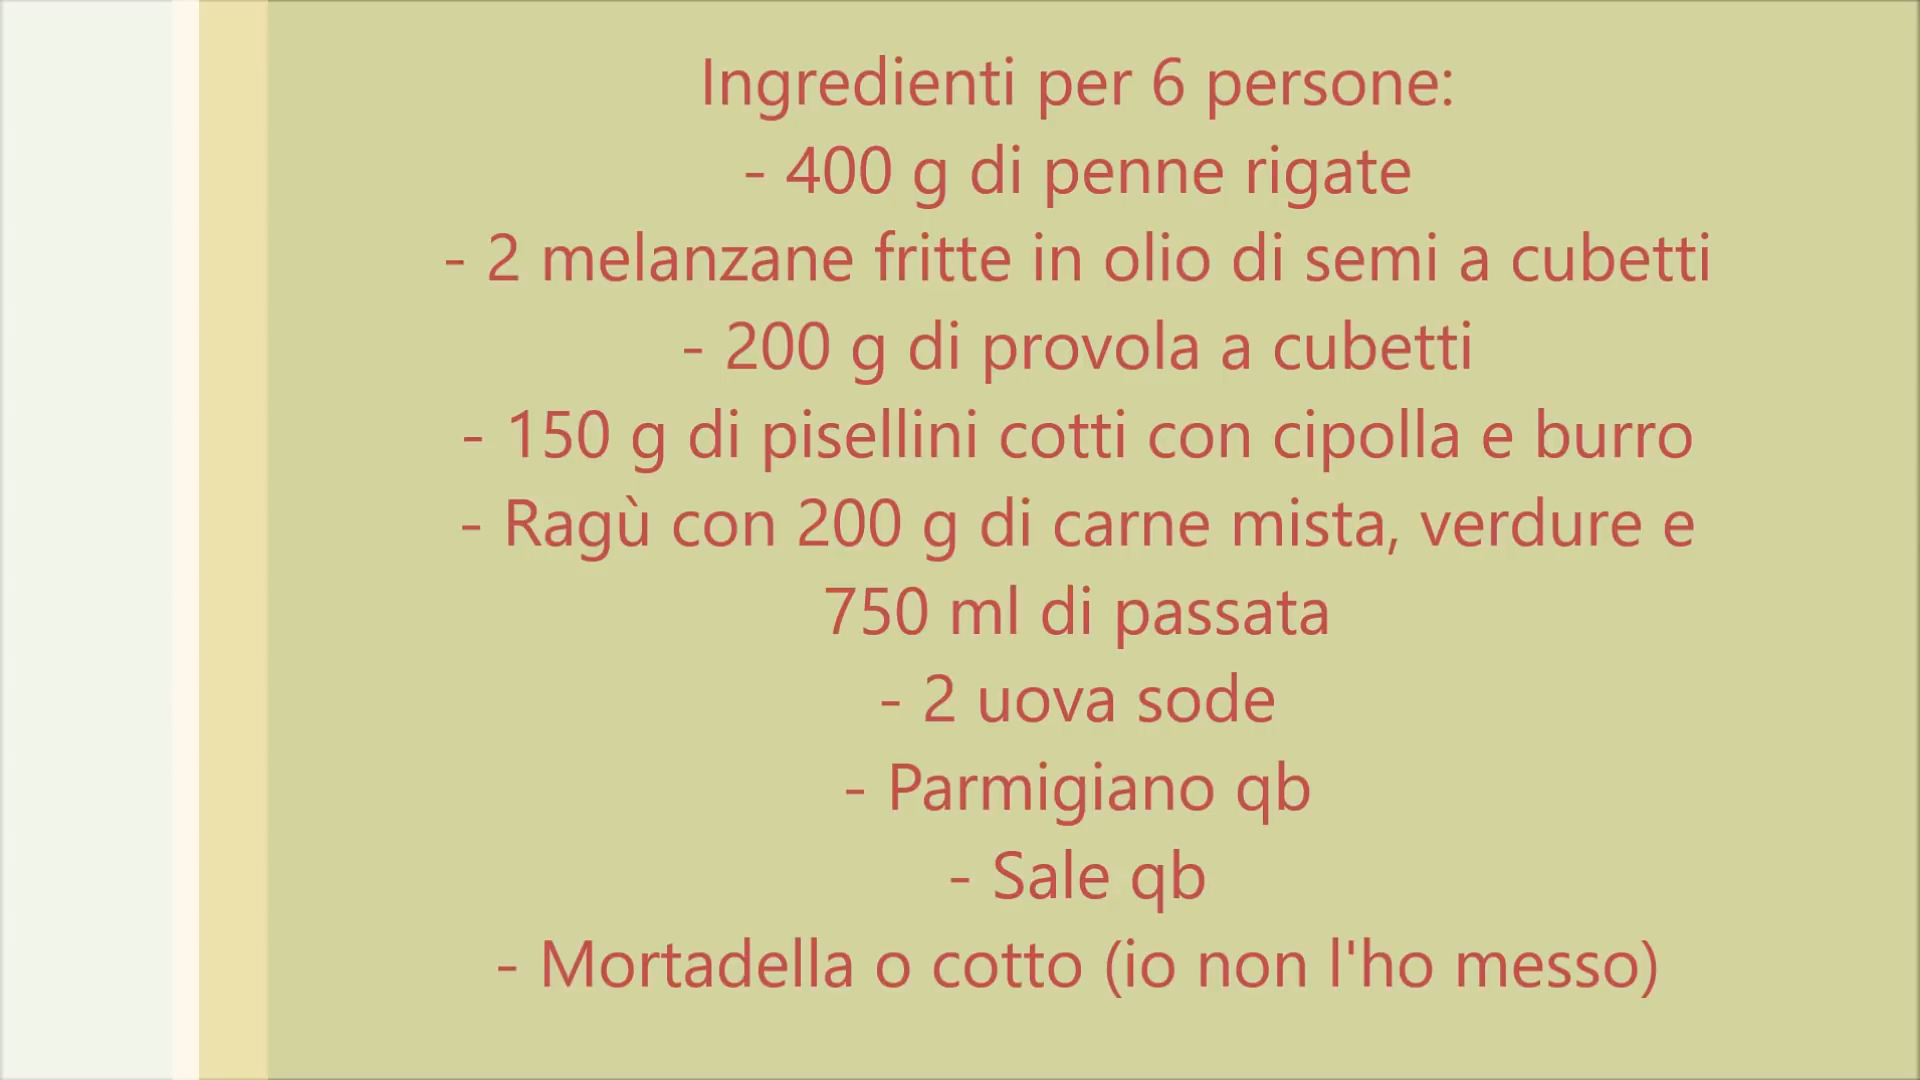 Ingredienti per 6 persone:
- 400 g di penne rigate
- 2 melanzane fritte in olio di semi a cubetti
- 200 g di provola a cubetti
- 150 g di pisellini cotti con cipolla e burro
- Ragù con 200 g di carne mista, verdure e
750 ml di passata
- 2 uova sode
- Parmigiano qb
- Sale qb
- Mortadella o cotto (io non l'ho messo)